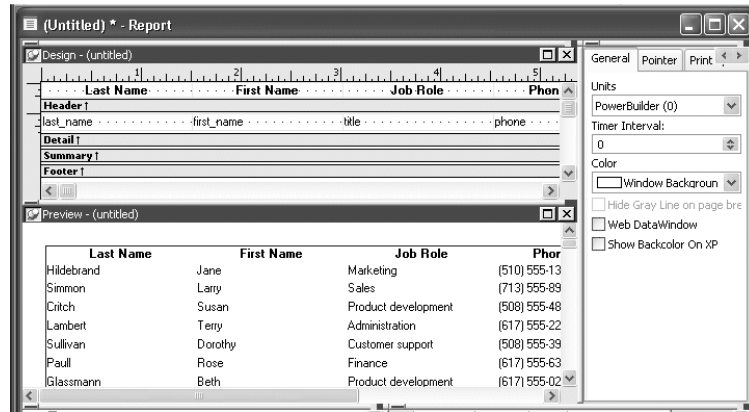 (Untitled) * - Report
Design - (untitled)
1 2 3 4 5
Last Name First Name Job Role Phon
Header ↑
last_name first_name title phone
Detail ↑
Summary ↑
Footer ↑
Preview - (untitled)
Last Name First Name Job Role Phor
Hildebrand Jane Marketing (510) 555-13
Simmon Larry Sales (713) 555-89
Critch Susan Product development (508) 555-48
Lambert Terry Administration (617) 555-22
Sullivan Dorothy Customer support (508) 555-39
Paull Rose Finance (617) 555-63
Glassmann Beth Product development (617) 555-02
General Pointer Print
Units
PowerBuilder (0)
Timer Interval:
0
Color
Window Backgroun
Hide Gray Line on page bre
Web DataWindow
Show Backcolor On XP